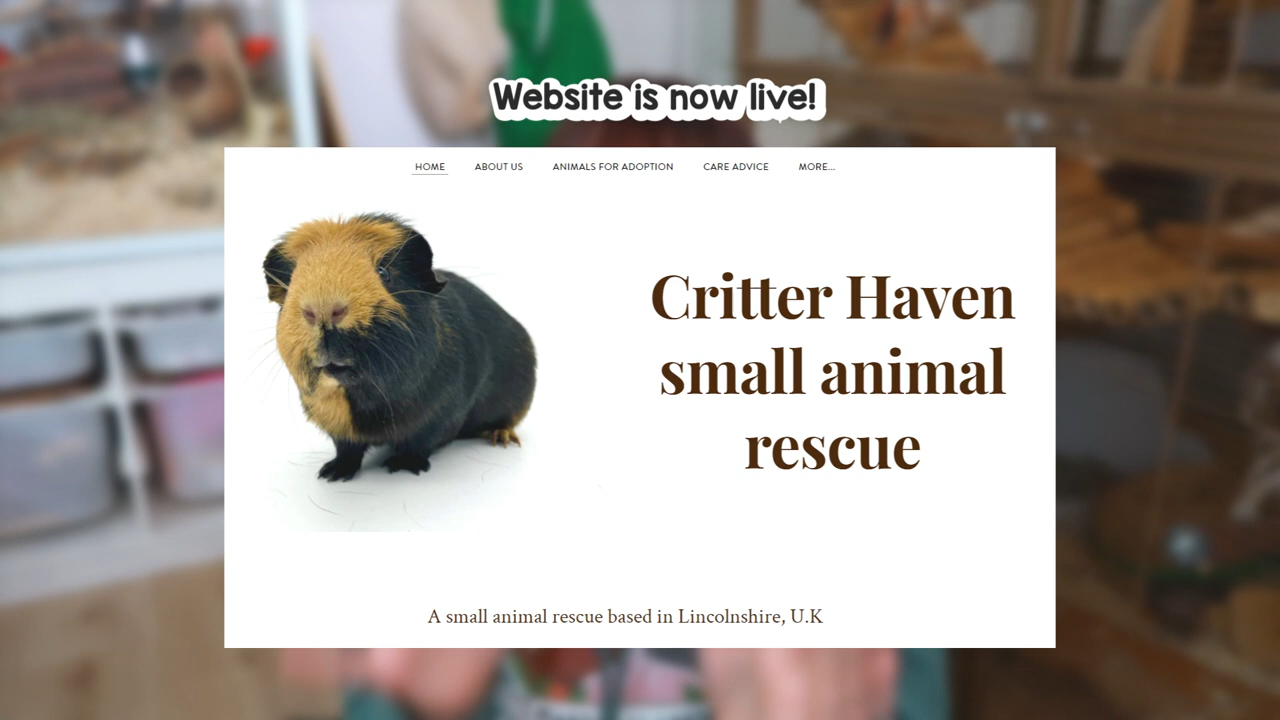 Website is now live!
HOME ABOUT US ANIMALS FOR ADOPTION CARE ADVICE MORE...
Critter Haven
small animal
rescue
A small animal rescue based in Lincolnshire, U.K